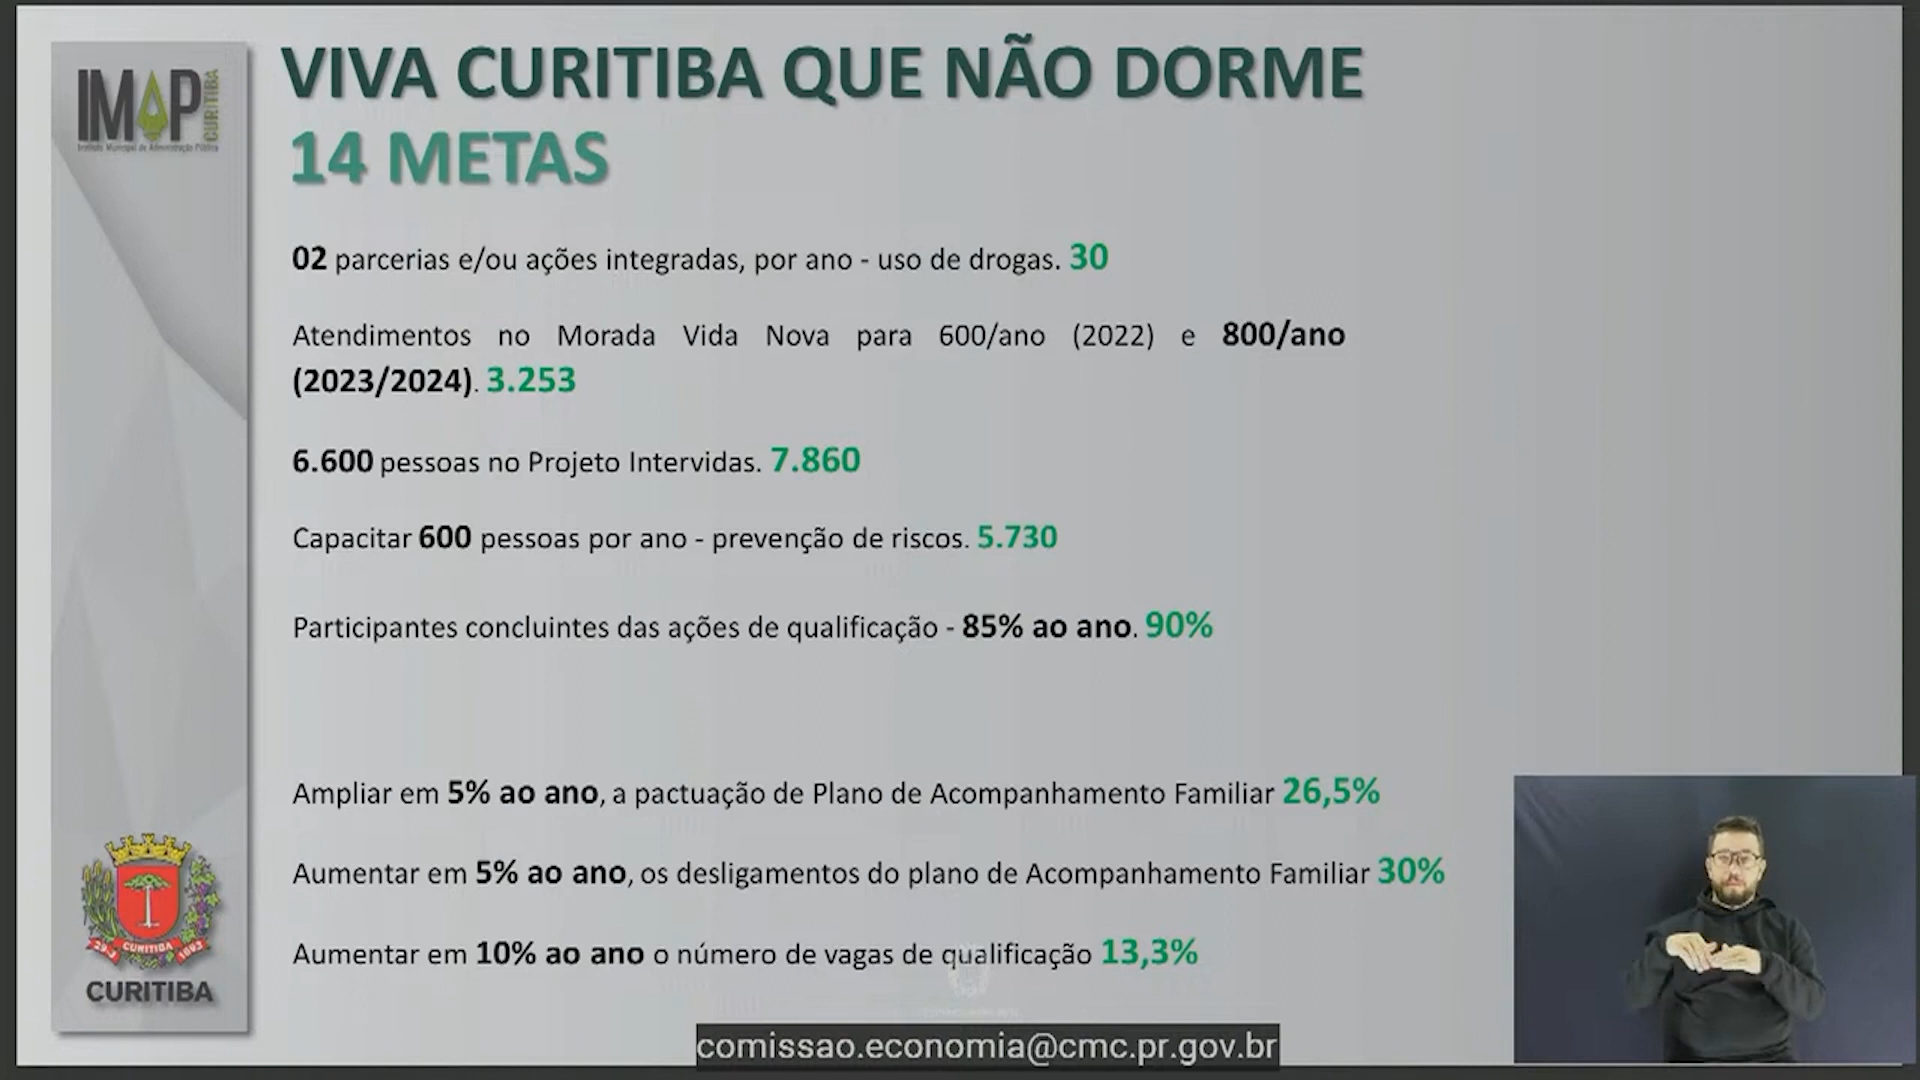 IMAP CURITIBA
Instituto Municipal de Administração Pública
VIVA CURITIBA QUE NÃO DORME
14 METAS
02 parcerias e/ou ações integradas, por ano - uso de drogas. 30
Atendimentos no Morada Vida Nova para 600/ano (2022) e 800/ano
(2023/2024). 3.253
6.600 pessoas no Projeto Intervidas. 7.860
Capacitar 600 pessoas por ano - prevenção de riscos. 5.730
Participantes concluintes das ações de qualificação - 85% ao ano. 90%
Ampliar em 5% ao ano, a pactuação de Plano de Acompanhamento Familiar 26,5%
Aumentar em 5% ao ano, os desligamentos do plano de Acompanhamento Familiar 30%
Aumentar em 10% ao ano o número de vagas de qualificação 13,3%
CURITIBA 1693
CURITIBA
comissao.economia@cmc.pr.gov.br